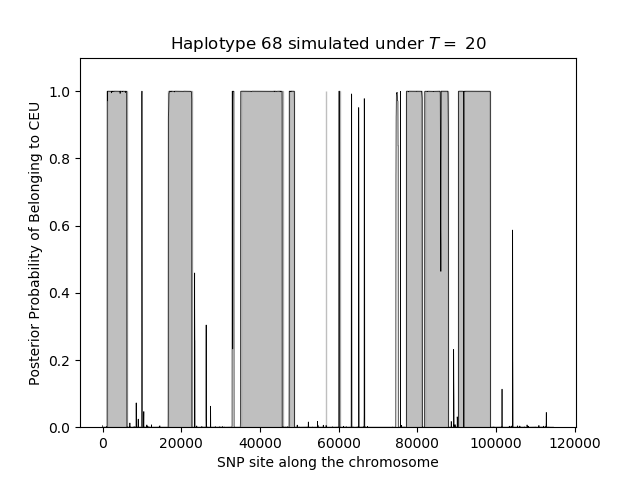 Haplotype 68 simulated under T = 20
Posterior Probability of Belonging to CEU
1.0
0.8
0.6
0.4
0.2
0.0
0 20000 40000 60000 80000 100000 120000
SNP site along the chromosome